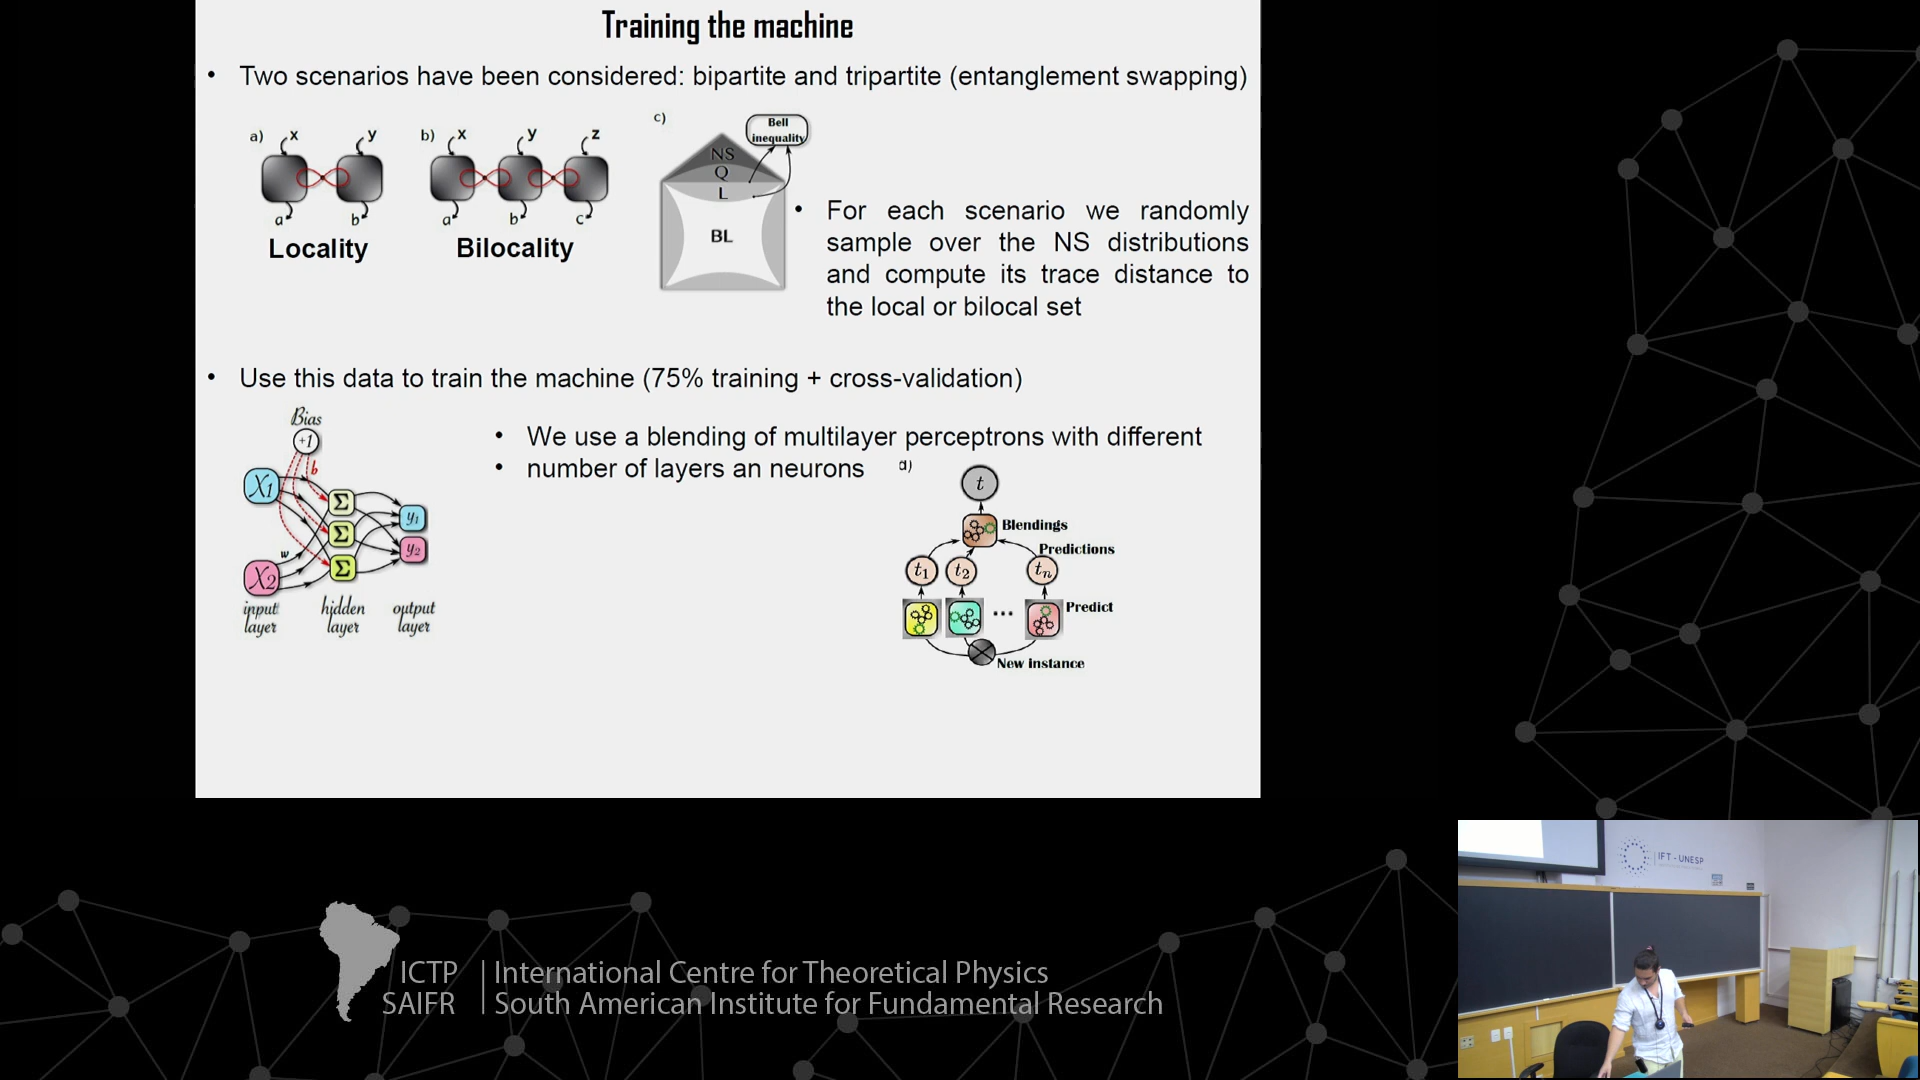 Training the machine
• Two scenarios have been considered: bipartite and tripartite (entanglement swapping)
a) x y
a b
Locality
b) x y z
a b c
Bilocality
c)
Bell
inequality
NS
Q
L
BL
• For each scenario we randomly
sample over the NS distributions
and compute its trace distance to
the local or bilocal set
• Use this data to train the machine (75% training + cross-validation)
Bias
+1
b
X1
X2
w
Σ
Σ
Σ
y1
y2
input
layer
hidden
layer
output
layer
• We use a blending of multilayer perceptrons with different
• number of layers an neurons
d)
t
Blendings
Predictions
t1 t2 tn
...
Predict
New instance
IFT - UNESP
ICTP | International Centre for Theoretical Physics
SAIFR | South American Institute for Fundamental Research